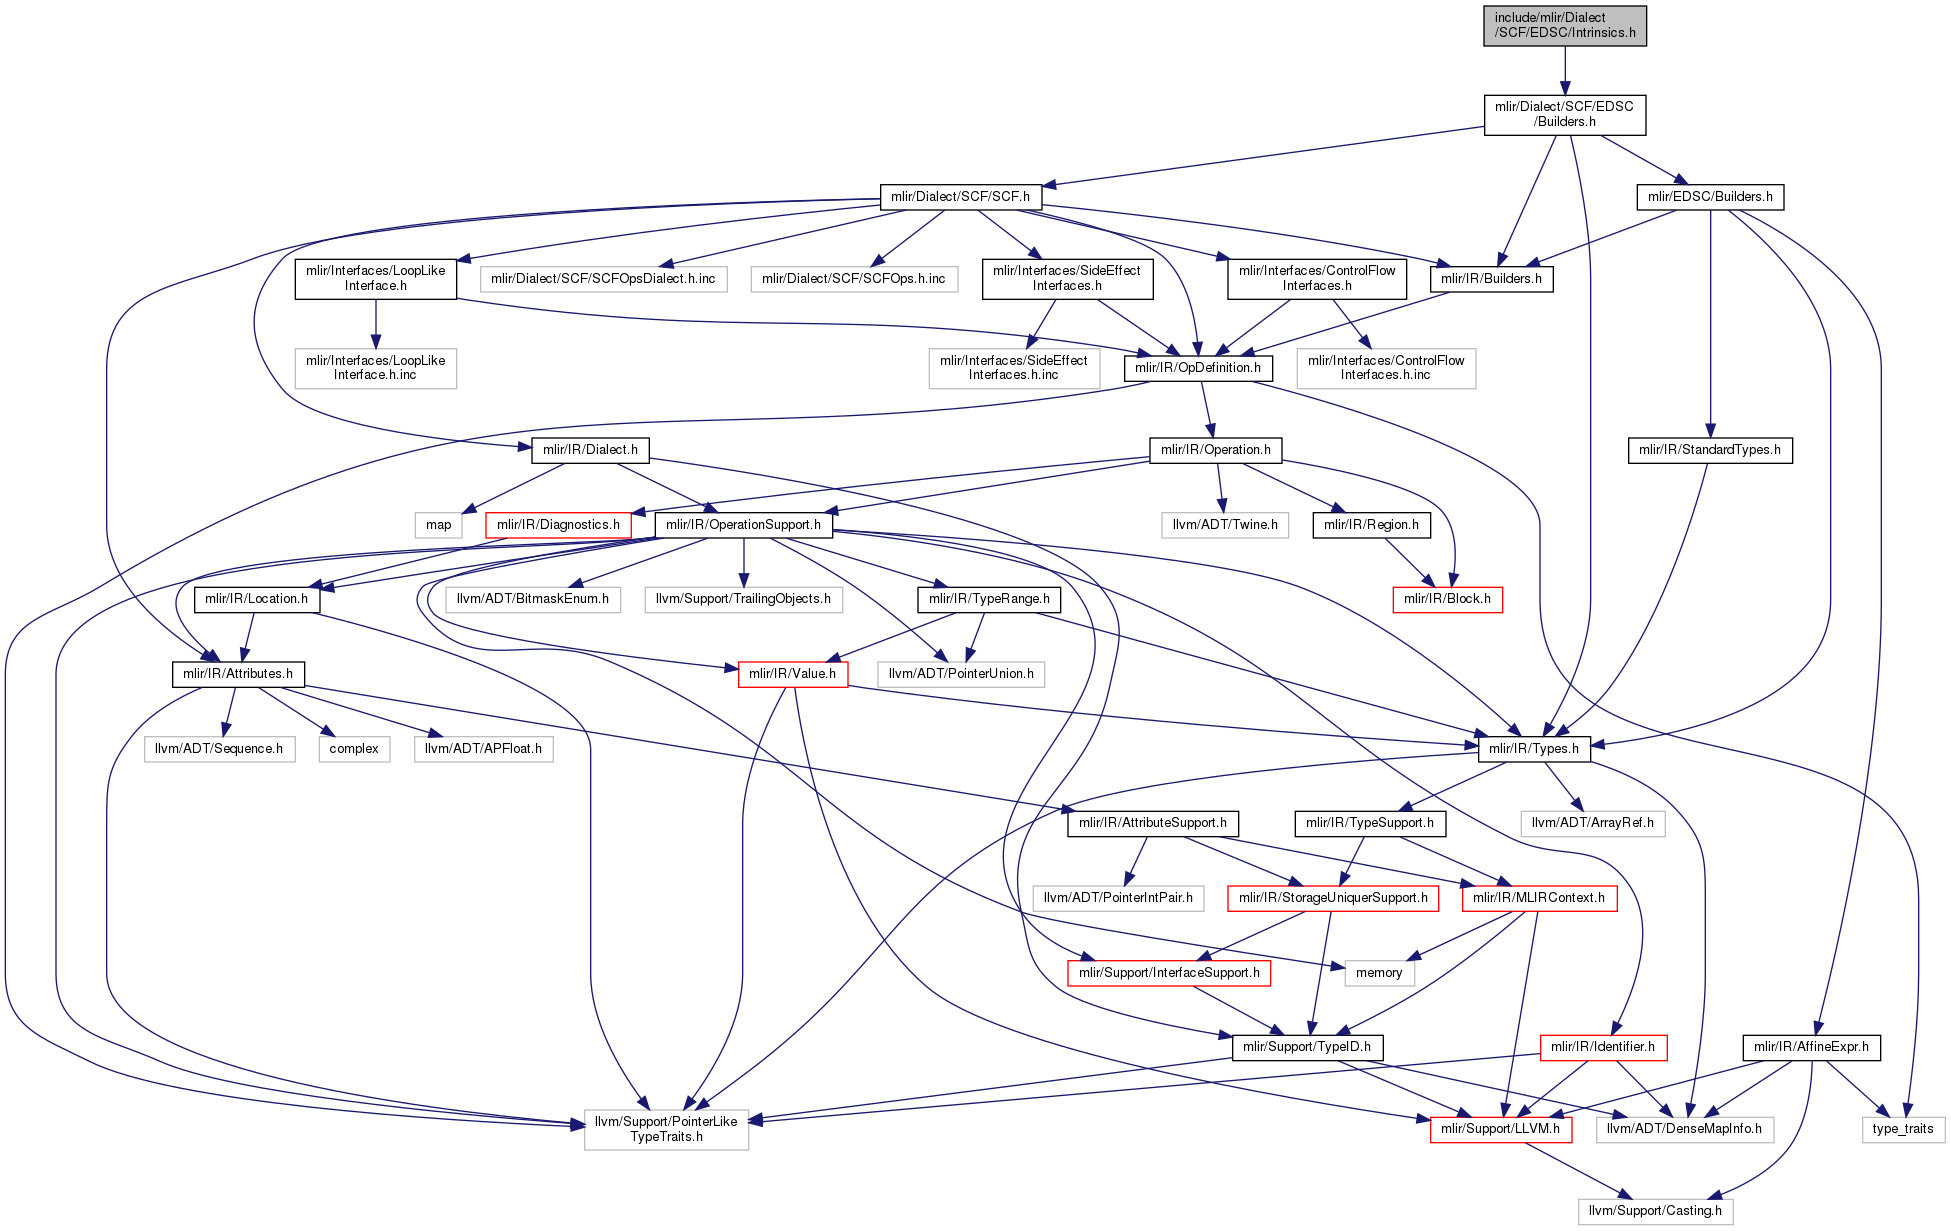 include/mlir/Dialect
/SCF/EDSC/Intrinsics.h
mlir/Dialect/SCF/EDSC
/Builders.h
mlir/Dialect/SCF/SCF.h
mlir/EDSC/Builders.h
mlir/Interfaces/LoopLike
Interface.h
mlir/Dialect/SCF/SCFOpsDialect.h.inc
mlir/Dialect/SCF/SCFOps.h.inc
mlir/Interfaces/SideEffect
Interfaces.h
mlir/Interfaces/ControlFlow
Interfaces.h
mlir/IR/Builders.h
mlir/Interfaces/LoopLike
Interface.h.inc
mlir/Interfaces/SideEffect
Interfaces.h.inc
mlir/IR/OpDefinition.h
mlir/Interfaces/ControlFlow
Interfaces.h.inc
mlir/IR/Dialect.h
mlir/IR/Operation.h
mlir/IR/StandardTypes.h
map
mlir/IR/Diagnostics.h
mlir/IR/OperationSupport.h
llvm/ADT/Twine.h
mlir/IR/Region.h
mlir/IR/Location.h
llvm/ADT/BitmaskEnum.h
llvm/Support/TrailingObjects.h
mlir/IR/TypeRange.h
mlir/IR/Block.h
mlir/IR/Attributes.h
mlir/IR/Value.h
llvm/ADT/PointerUnion.h
llvm/ADT/Sequence.h
complex
llvm/ADT/APFloat.h
mlir/IR/Types.h
mlir/IR/AttributeSupport.h
mlir/IR/TypeSupport.h
llvm/ADT/ArrayRef.h
llvm/ADT/PointerIntPair.h
mlir/IR/StorageUniquerSupport.h
mlir/IR/MLIRContext.h
mlir/Support/InterfaceSupport.h
memory
mlir/Support/TypeID.h
mlir/IR/Identifier.h
mlir/IR/AffineExpr.h
llvm/Support/PointerLike
TypeTraits.h
mlir/Support/LLVM.h
llvm/ADT/DenseMapInfo.h
type_traits
llvm/Support/Casting.h